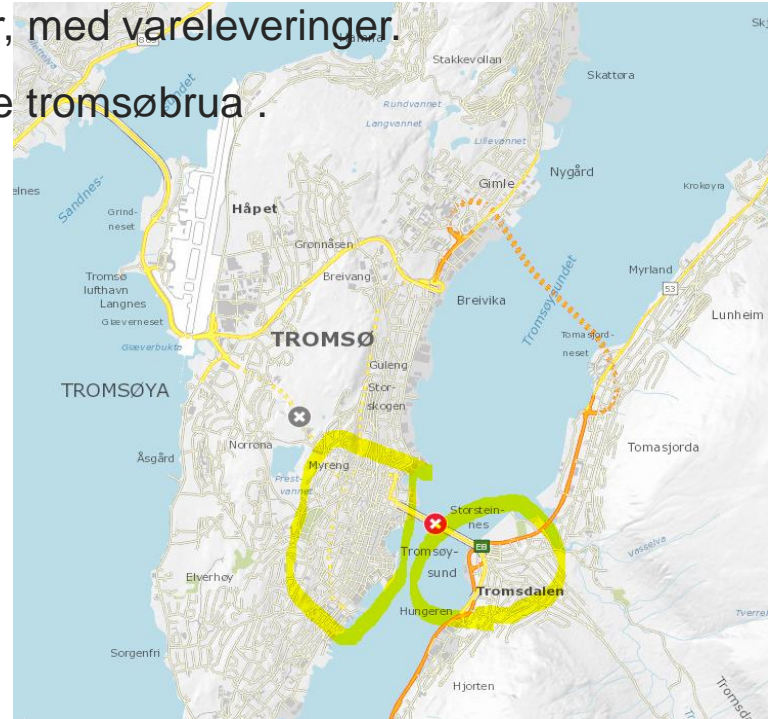 r, med vareleveringer.
e tromsøbrua .
Stakkevollan
Skattøra
Rundvannet
Langvannet
Lillevannet
Gimle
Nygård
Krokøyra
Sandnes-
Grind-
neset
Håpet
Grønnåsen
Breivang
Tromsø
lufthavn
Langnes
Giæverneset
Giæverbukta
Breivika
Tromsøysundet
Myrland
53
Lunheim
Tomasjord-
neset
TROMSØ
TROMSØYA
Guleng
Stor-
skogen
Norrøna
Åsgård
Myreng
Prest-
vannet
Tomasjorda
Storstein-
nes
E8
Tromsøy-
sund
Tromsdalen
Vasselva
Elverhøy
Hungeren
Sorgenfri
Hjorten